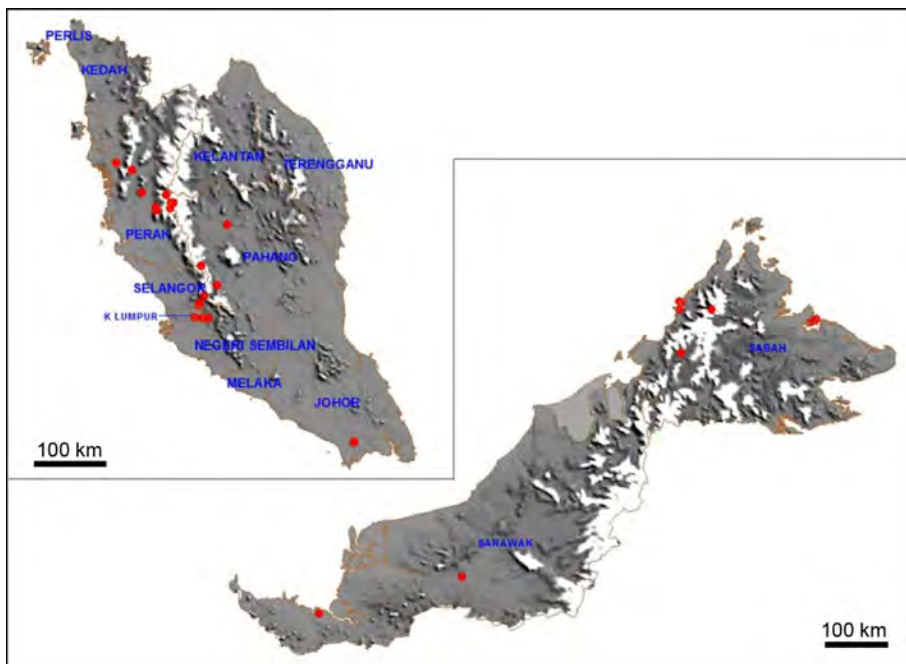 PERLIS
KEDAH
KELANTAN
TERENGGANU
PERAK
PAHANG
SELANGOR
K LUMPUR
NEGERI SEMBILAN
MELAKA
JOHOR
100 km
SABAH
SARAWAK
100 km